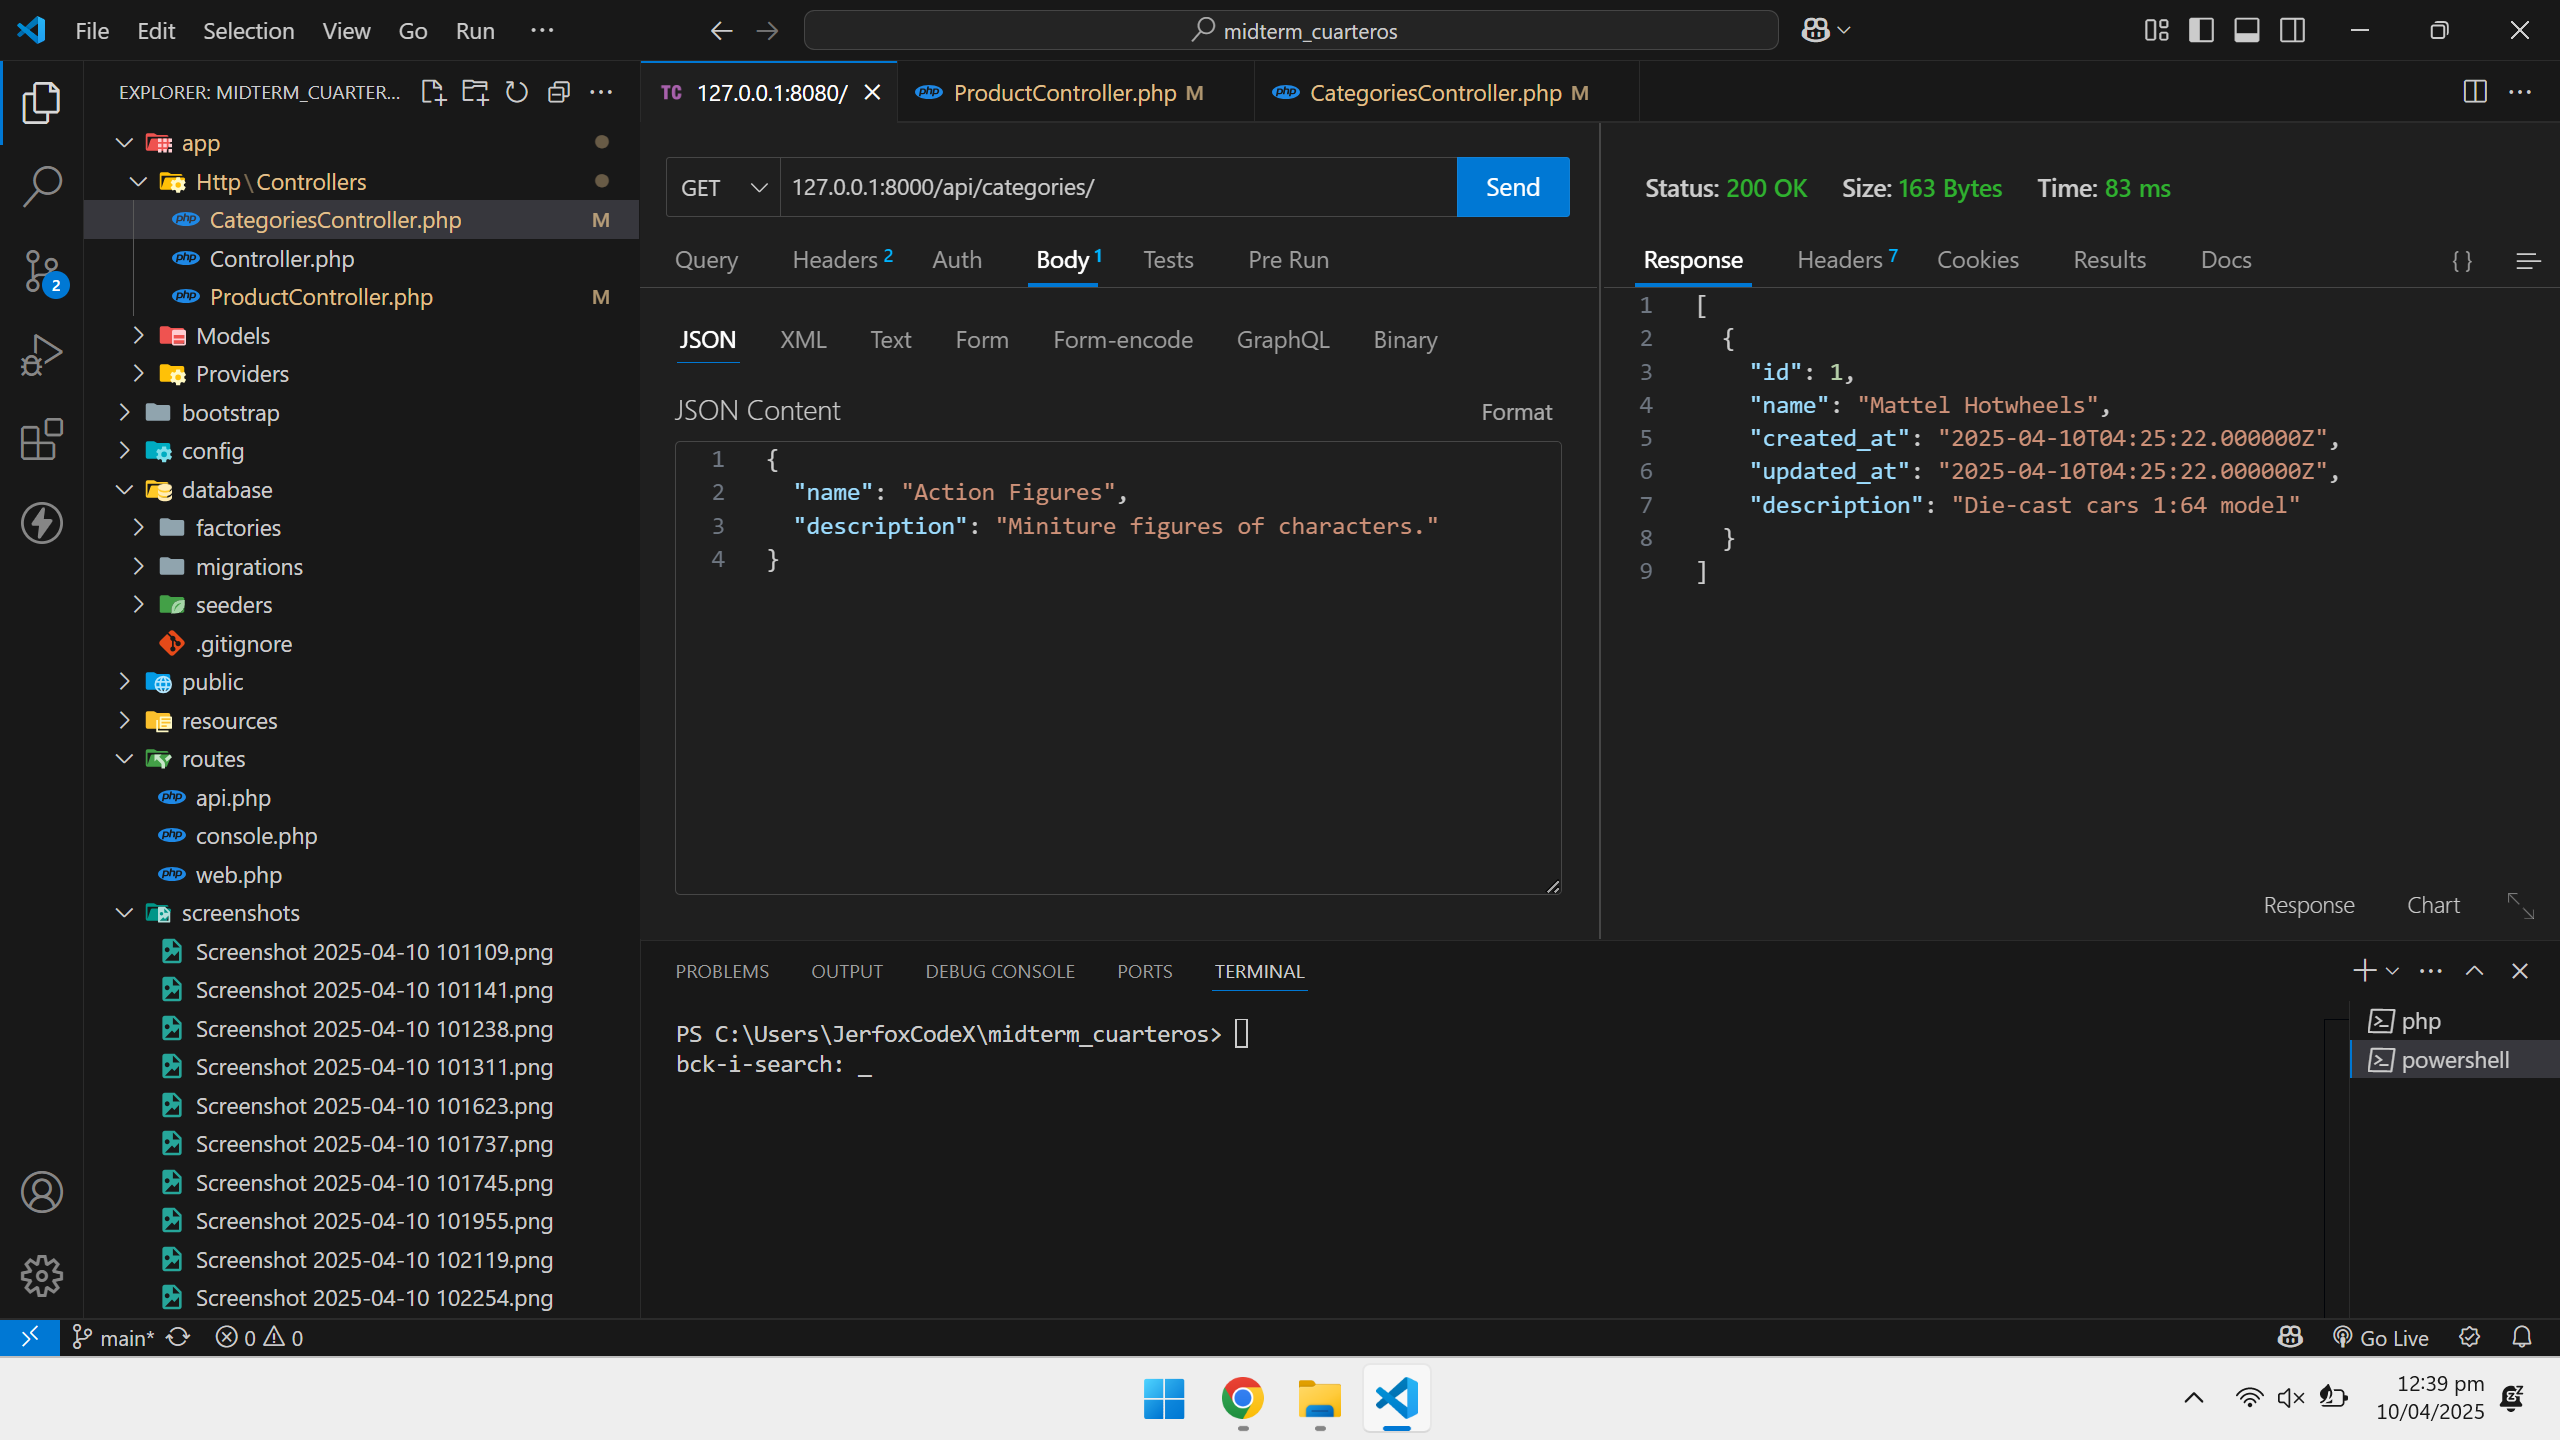 File Edit Selection View Go Run ···
midterm_cuarteros
EXPLORER: MIDTERM_CUARTER...
app
Http\Controllers
CategoriesController.php M
Controller.php
ProductController.php M
Models
Providers
bootstrap
config
database
factories
migrations
seeders
.gitignore
public
resources
routes
api.php
console.php
web.php
screenshots
Screenshot 2025-04-10 101109.png
Screenshot 2025-04-10 101141.png
Screenshot 2025-04-10 101238.png
Screenshot 2025-04-10 101311.png
Screenshot 2025-04-10 101623.png
Screenshot 2025-04-10 101737.png
Screenshot 2025-04-10 101745.png
Screenshot 2025-04-10 101955.png
Screenshot 2025-04-10 102119.png
Screenshot 2025-04-10 102254.png
2
TC 127.0.0.1:8080/
php ProductController.php M
php CategoriesController.php M
GET 127.0.0.1:8000/api/categories/ Send
Query Headers 2 Auth Body 1 Tests Pre Run
JSON XML Text Form Form-encode GraphQL Binary
JSON Content Format
1 {
2 "name": "Action Figures",
3 "description": "Miniture figures of characters."
4 }
Status: 200 OK Size: 163 Bytes Time: 83 ms
Response Headers 7 Cookies Results Docs { }
1 [
2 {
3 "id": 1,
4 "name": "Mattel Hotwheels",
5 "created_at": "2025-04-10T04:25:22.000000Z",
6 "updated_at": "2025-04-10T04:25:22.000000Z",
7 "description": "Die-cast cars 1:64 model"
8 }
9 ]
Response Chart
PROBLEMS OUTPUT DEBUG CONSOLE PORTS TERMINAL
PS C:\Users\JerfoxCodeX\midterm_cuarteros>
bck-i-search: _
php
powershell
main* 0 0
Go Live
12:39 pm
10/04/2025